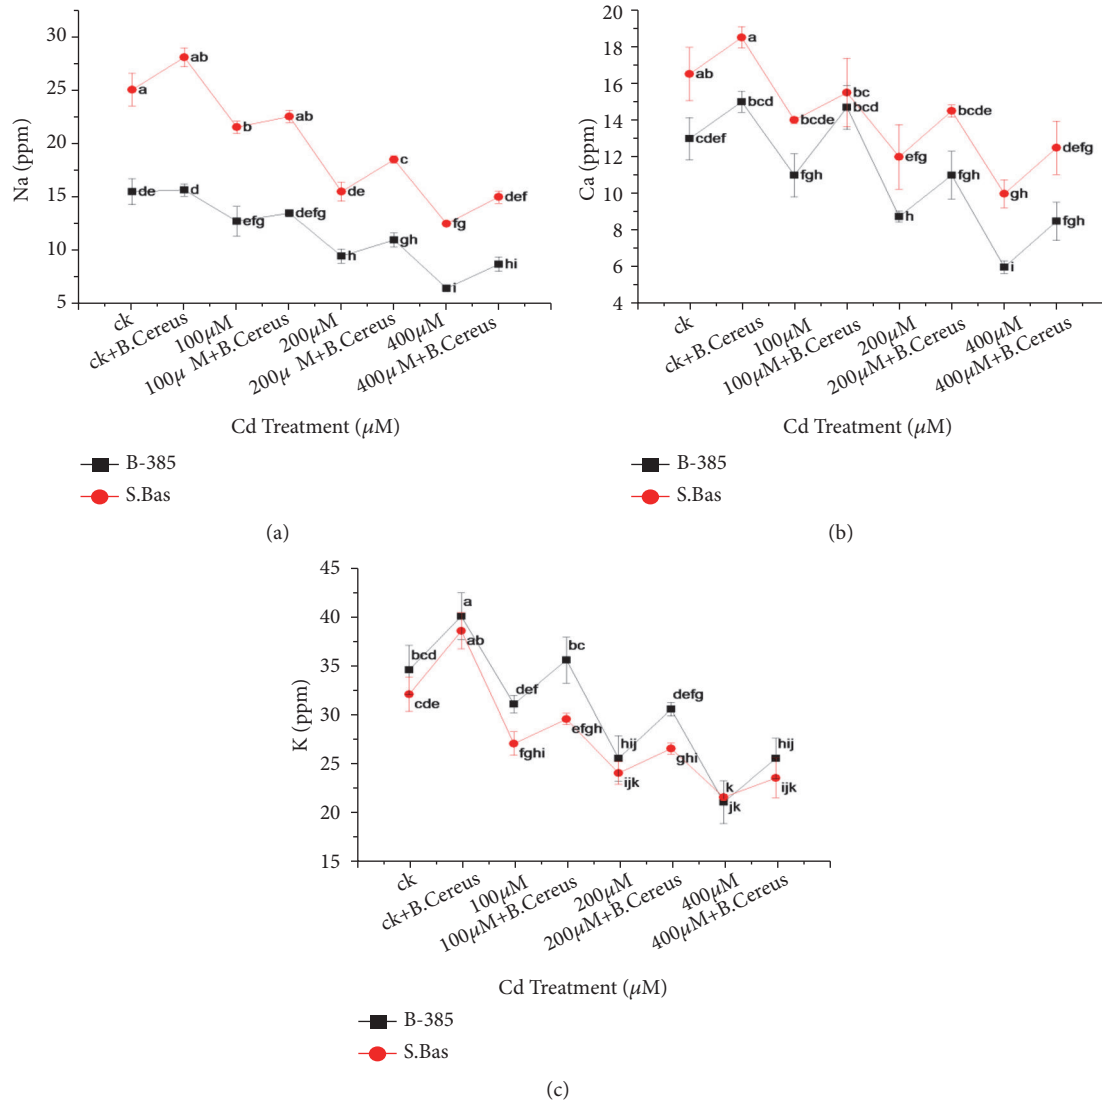 30
25
20
15
10
5
Na (ppm)
a
ab
b
ab
de
c
fg
def
de
d
efg
defg
h
gh
i
hi
ck
ck+B.Cereus
100μM
100μ M+B.Cereus
200μM
200μ M+B.Cereus
400μM
400 μM+B.Cereus
Cd Treatment (μM)
B-385
S.Bas
(a)
20
18
16
14
12
10
8
6
4
Ca (ppm)
ab
a
bcde
bc
efg
bcde
gh
defg
cdef
bcd
fgh
bcd
h
fgh
i
fgh
ck
ck+B.Cereus
100μM
100μM+B.Cereus
200μM
200μM+B.Cereus
400μM
400μM+B.Cereus
Cd Treatment (μM)
B-385
S.Bas
(b)
45
40
35
30
25
20
15
K (ppm)
bcd
a
def
bc
hij
defg
k
hij
cde
ab
fghi
efgh
ijk
ghi
jk
ijk
ck
ck+B.Cereus
100μM
100μM+B.Cereus
200μM
200μM+B.Cereus
400μM
400μM+B.Cereus
Cd Treatment (μM)
B-385
S.Bas
(c)